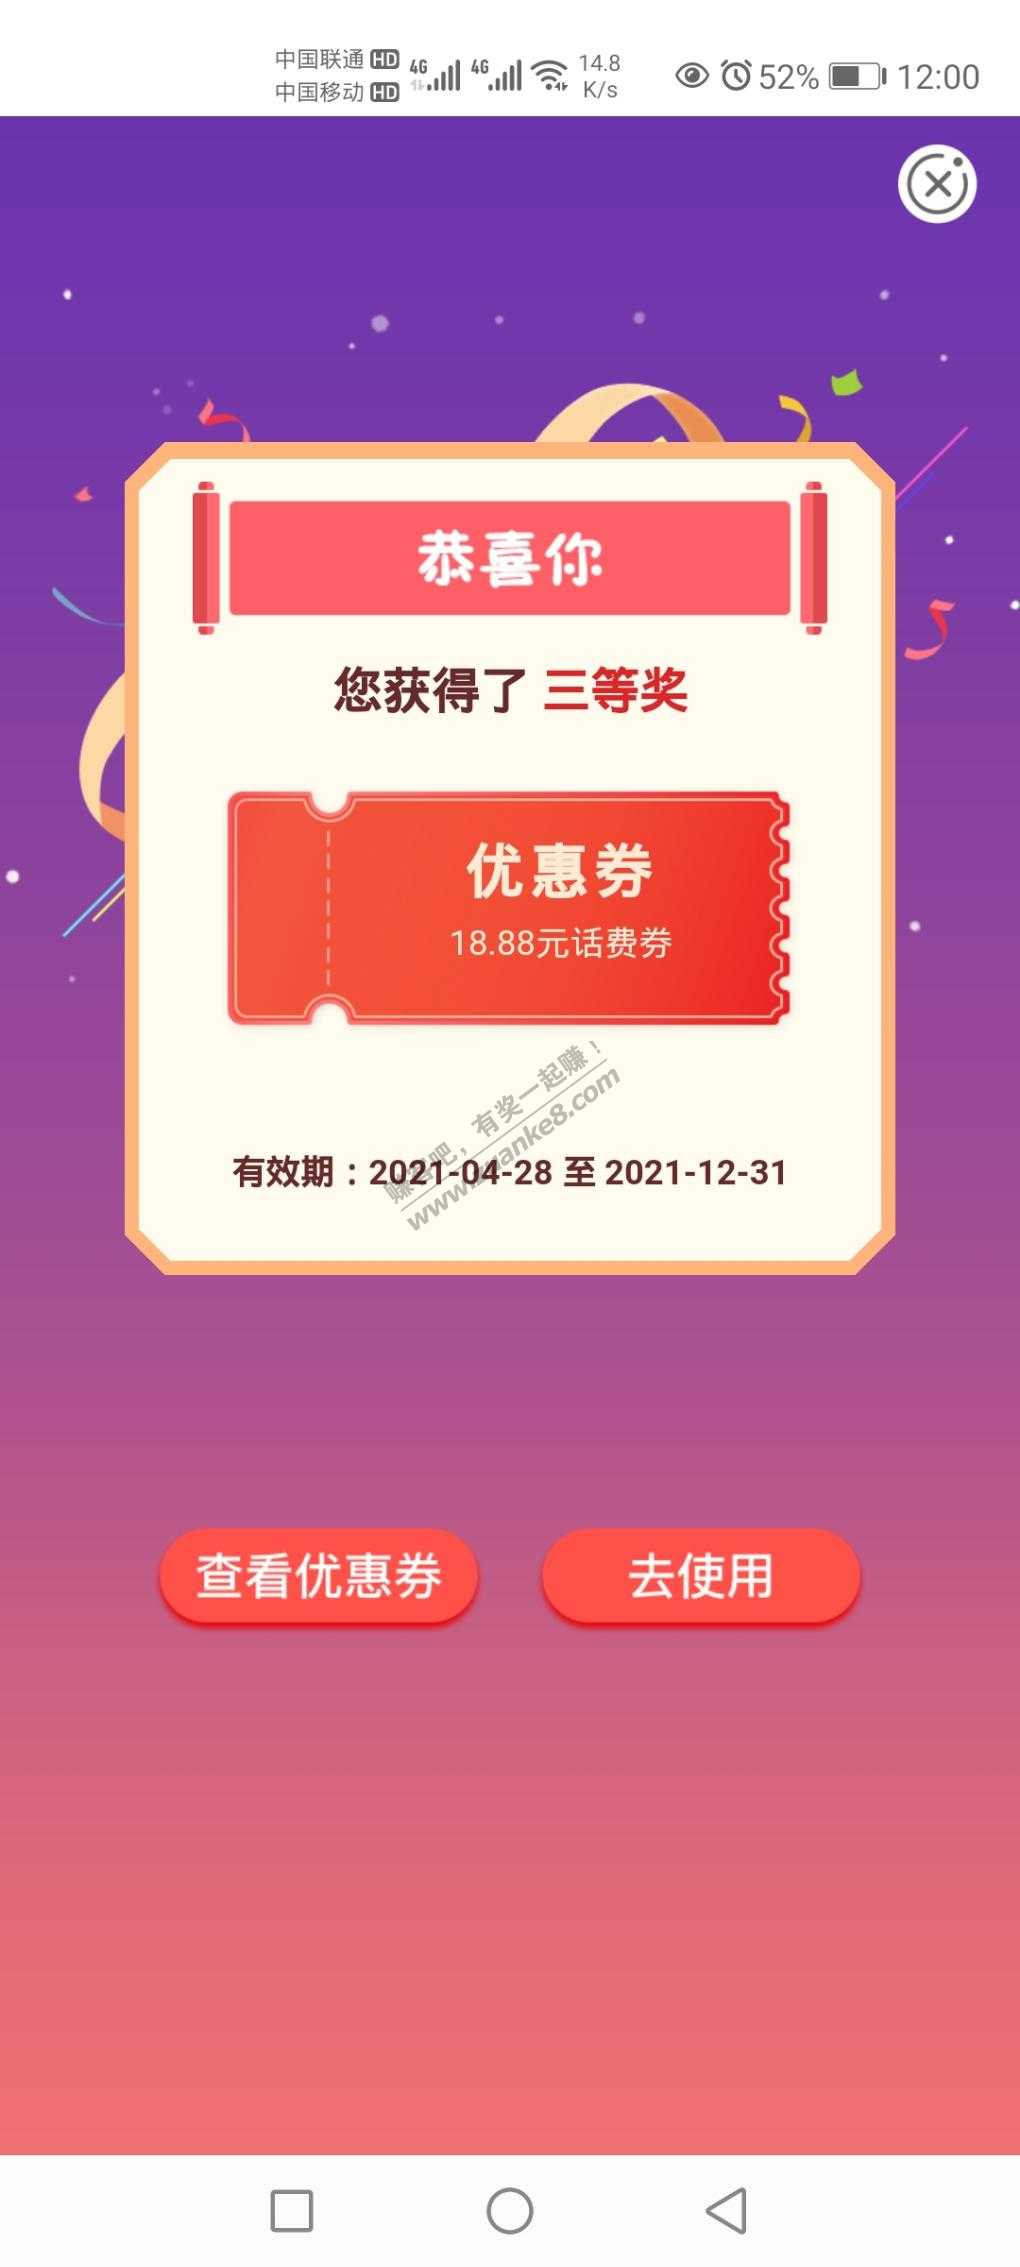 中国联通 HD
中国移动 HD
4G 4G 14.8 K/s 52% 12:00
恭喜你
您获得了 三等奖
优惠券
18.88元话费券
赚客吧，有奖一起赚！
www.zuanke8.com
有效期：2021-04-28 至 2021-12-31
查看优惠券 去使用